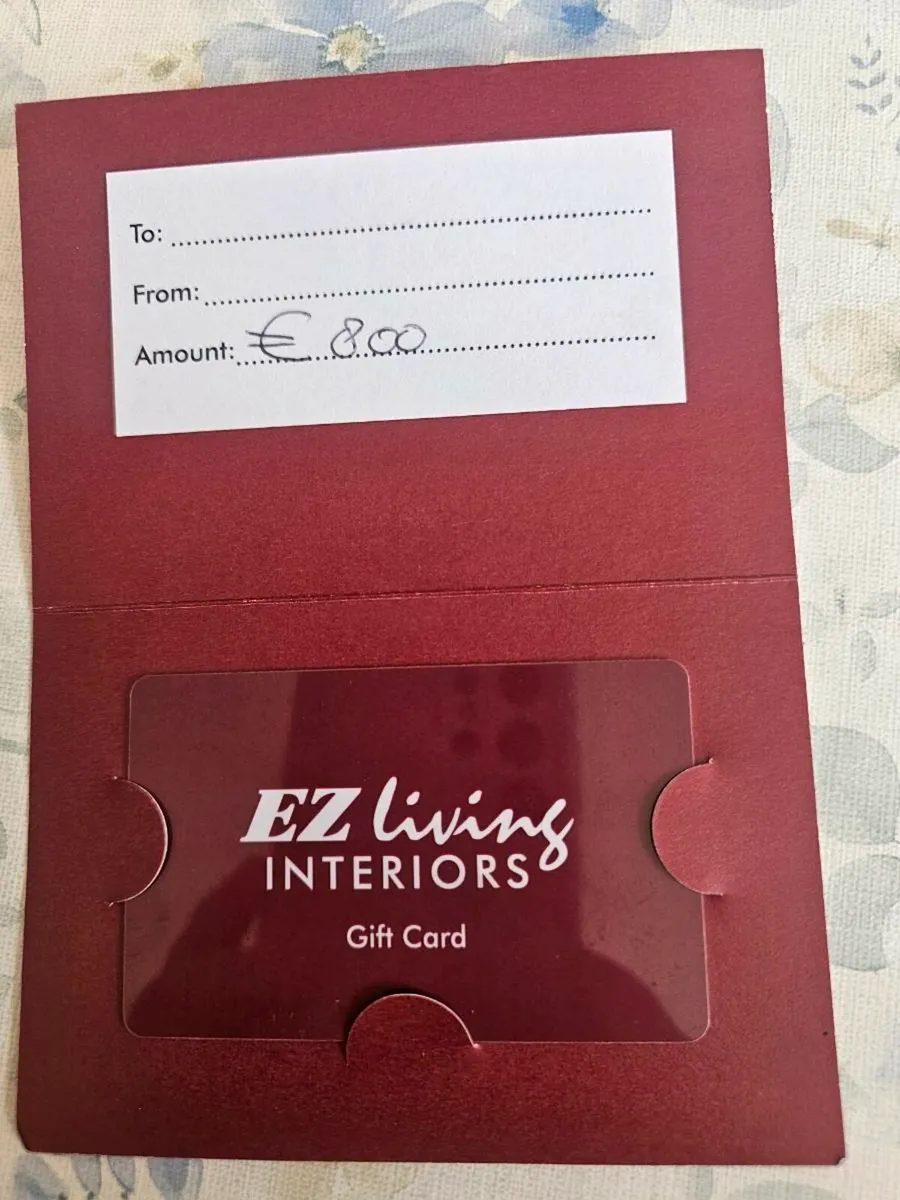 To: ..............................
From: ..............................
Amount: € 800
EZ living
INTERIORS
Gift Card